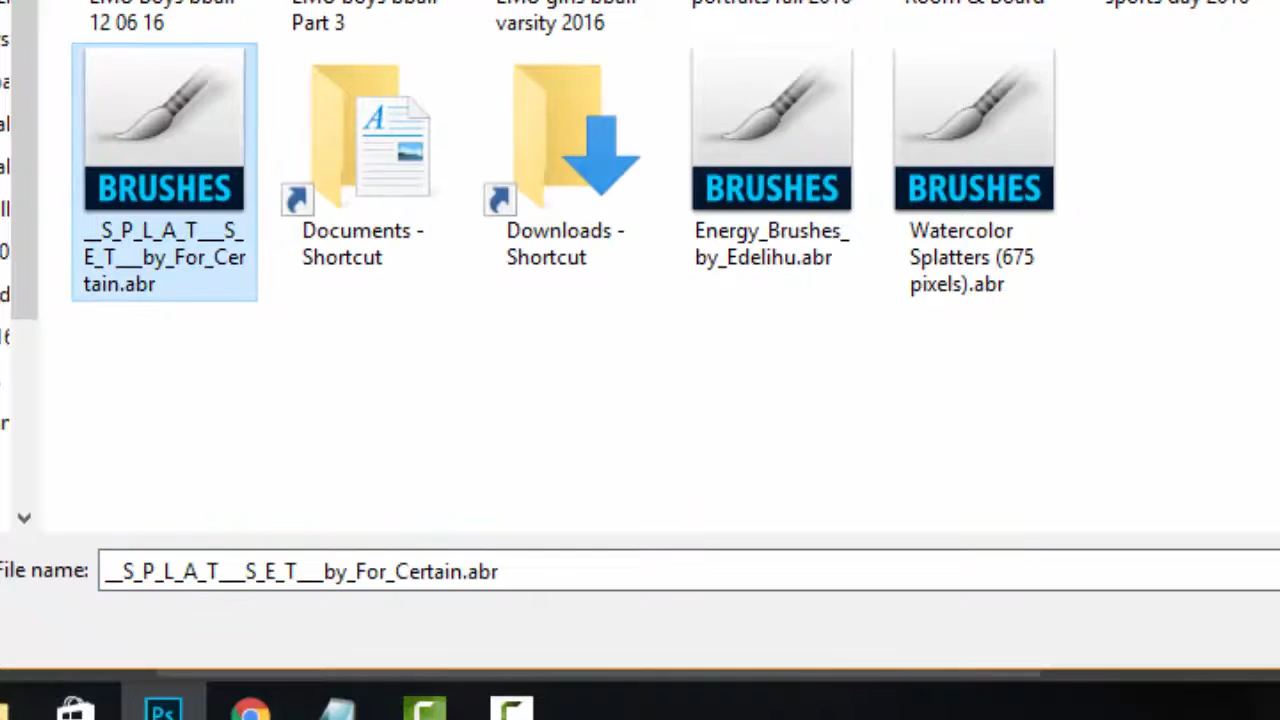 12 06 16
Part 3
varsity 2016
BRUSHES
BRUSHES
BRUSHES
__S_P_L_A_T___S_
E_T___by_For_Cer
tain.abr
Documents -
Shortcut
Downloads -
Shortcut
Energy_Brushes_
by_Edelihu.abr
Watercolor
Splatters (675
pixels).abr
File name:
__S_P_L_A_T___S_E_T___by_For_Certain.abr
Ps